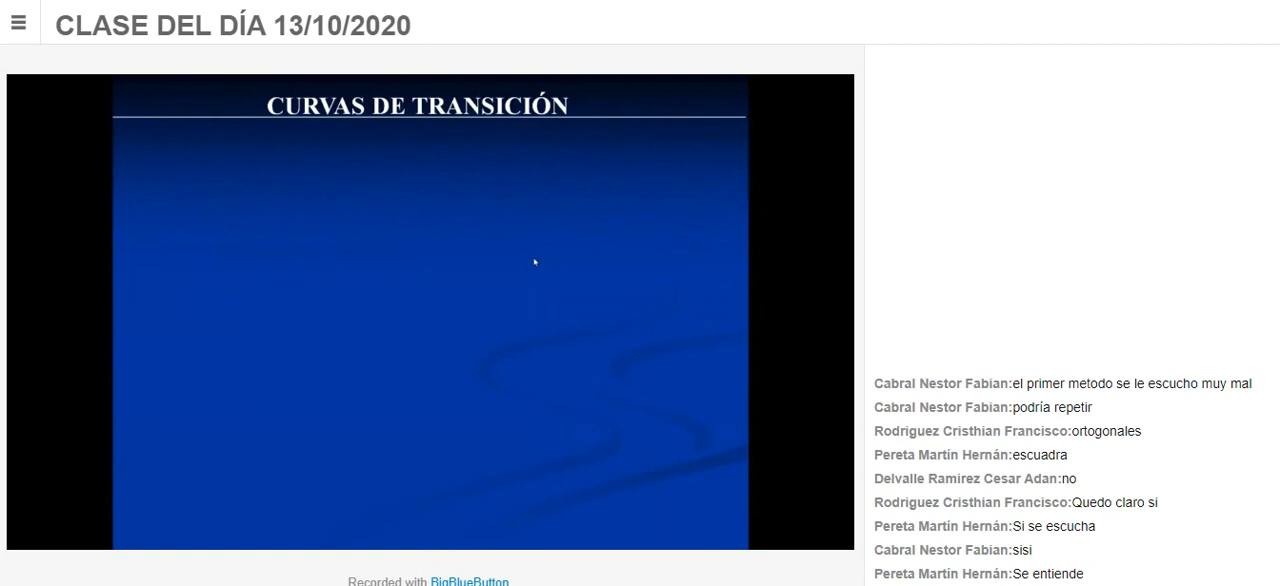 CLASE DEL DÍA 13/10/2020
CURVAS DE TRANSICIÓN
Cabral Nestor Fabian:el primer metodo se le escucho muy mal
Cabral Nestor Fabian:podría repetir
Rodriguez Cristhian Francisco:ortogonales
Pereta Martín Hernán:escuadra
Delvalle Ramirez Cesar Adan:no
Rodriguez Cristhian Francisco:Quedo claro si
Pereta Martín Hernán:Si se escucha
Cabral Nestor Fabian:sisi
Pereta Martín Hernán:Se entiende
Recorded with BigBlueButton